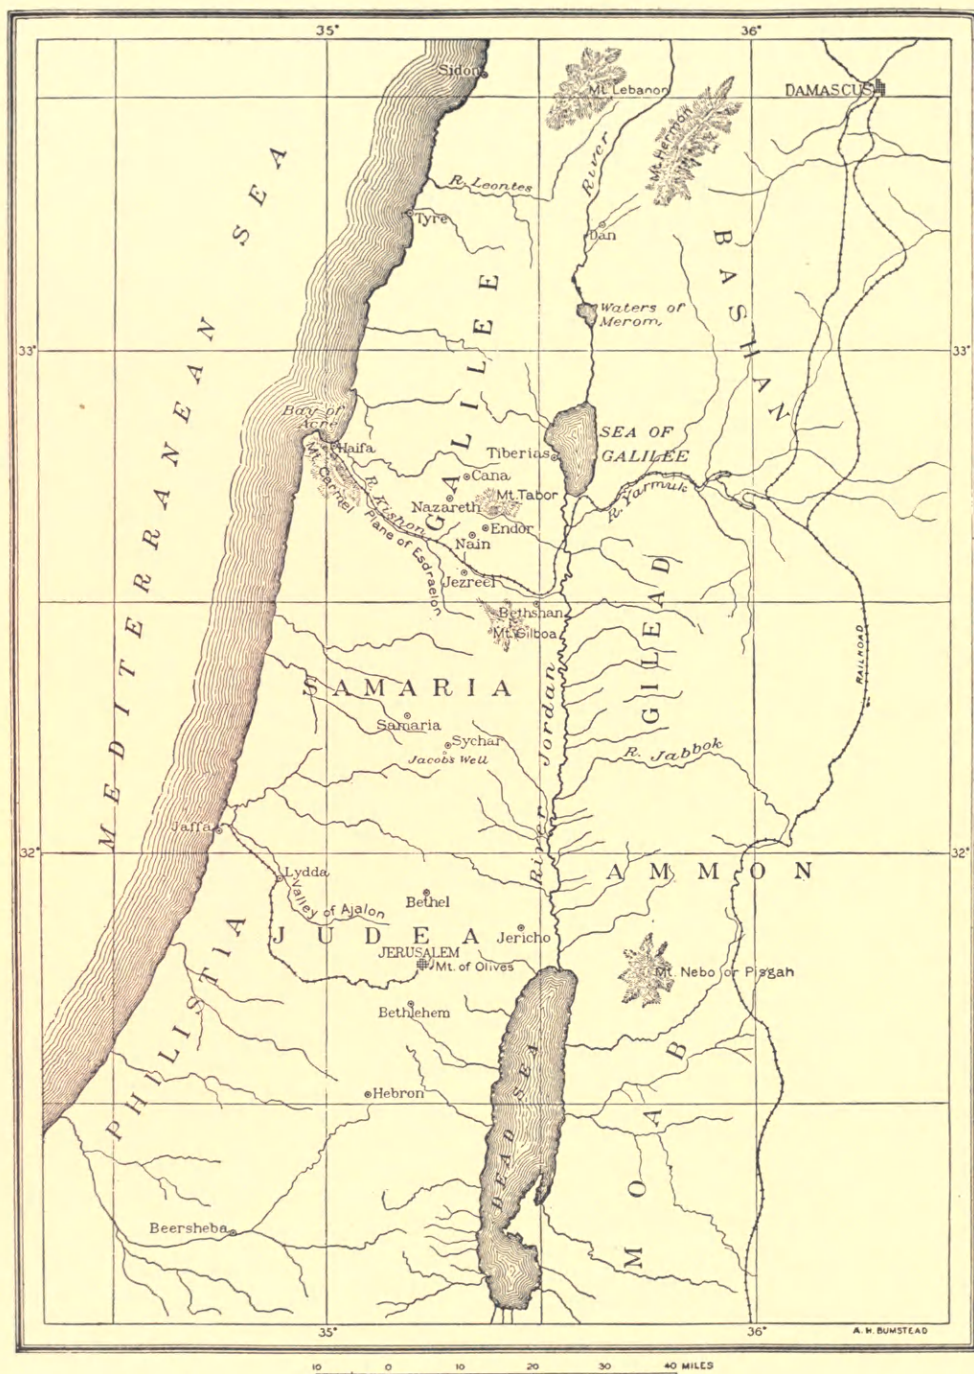 35°
36°
Sidon
Mt. Lebanon
DAMASCUS
Mt. Hermon
River
R. Leontes
Tyre
Dan
BASHAN
MEDITERRANEAN SEA
Waters of
Merom,
33°
33°
GALILEE
Bay of
Acre
Haifa
Tiberias
SEA OF
GALILEE
Mt. Carmel
Cana
R. Kishon
Nazareth
Mt. Tabor
R. Yarmuk
Plane of Esdraelon
Endor
Nain
Jezreel
Bethshan
Mt. Gilboa
GILEAD
RAILROAD
SAMARIA
Samaria
Sychar
Jacob's Well
River Jordan
R. Jabbok
Jaffa
32°
32°
Lydda
AMMON
Valley of Ajalon
Bethel
JUDEA
Jericho
JERUSALEM
Mt. of Olives
Mt. Nebo or Pisgah
PHILISTIA
Bethlehem
DEAD SEA
MOAB
Hebron
Beersheba
35°
36°
A. H. BUMSTEAD
10 0 10 20 30 40 MILES